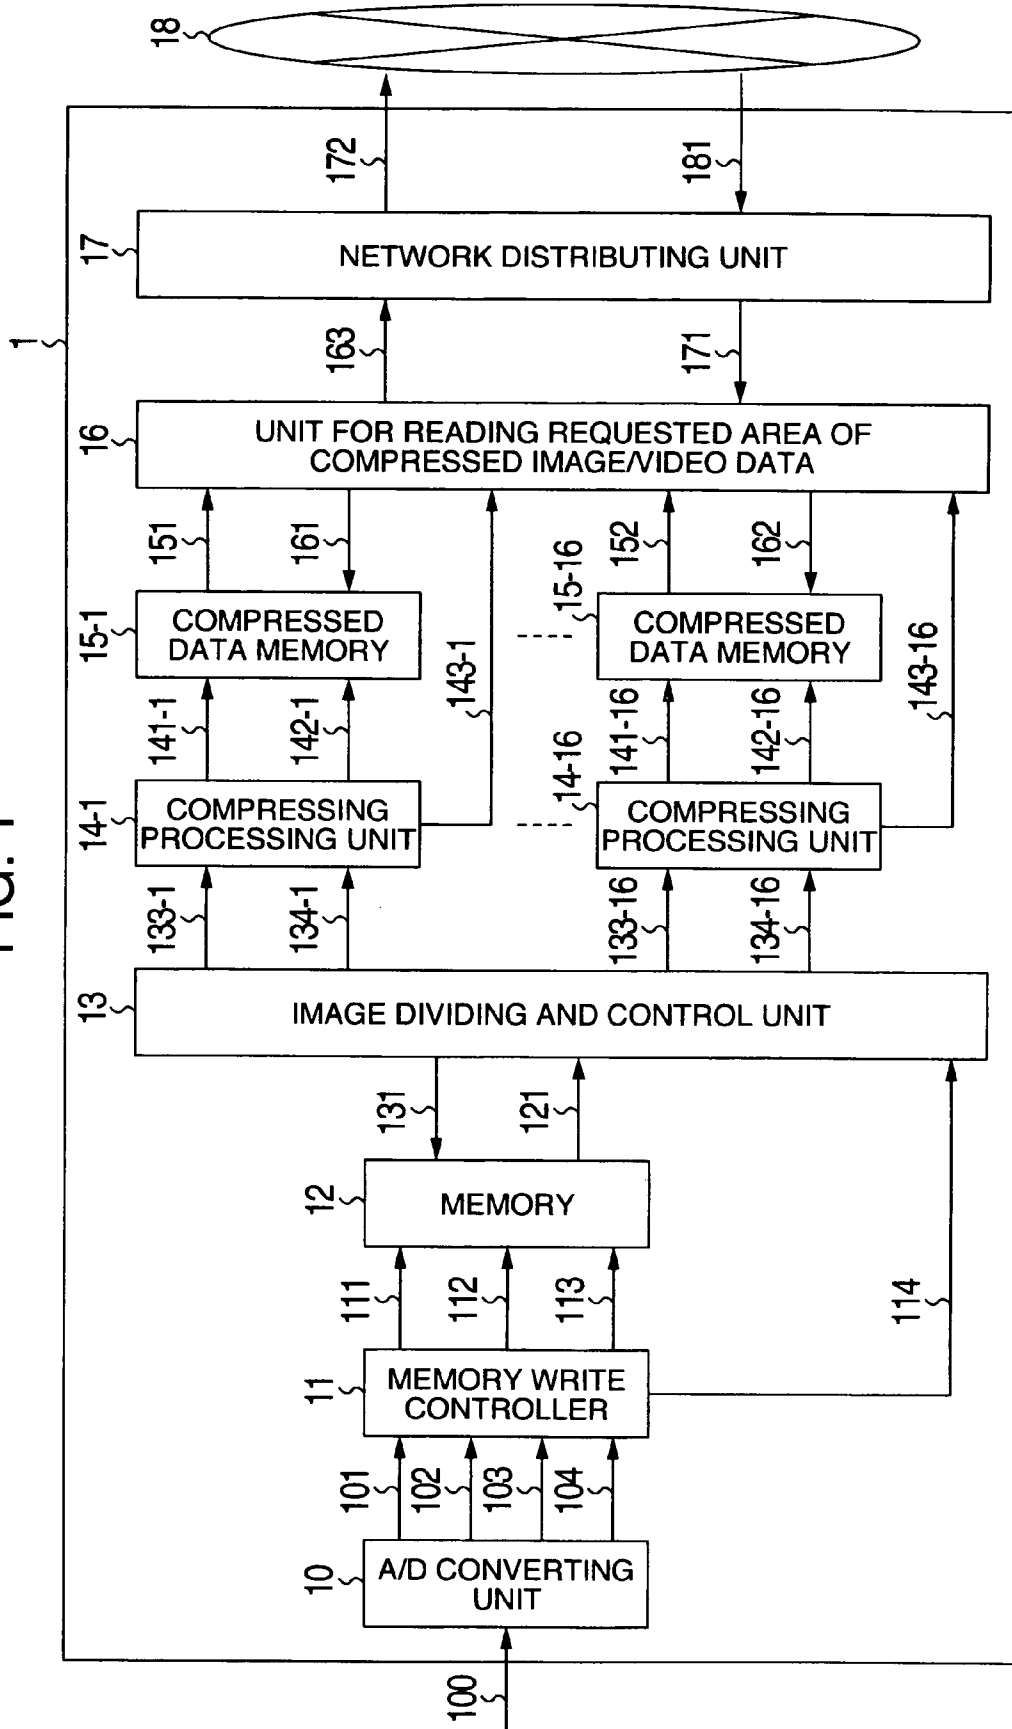 FIG. 1
18
1
172
181
17
NETWORK DISTRIBUTING UNIT
163
171
16
UNIT FOR READING REQUESTED AREA OF
COMPRESSED IMAGE/VIDEO DATA
151
161
152
162
15-1
COMPRESSED
DATA MEMORY
15-16
COMPRESSED
DATA MEMORY
141-1
142-1
143-1
141-16
142-16
143-16
14-1
COMPRESSING
PROCESSING UNIT
14-16
COMPRESSING
PROCESSING UNIT
133-1
134-1
133-16
134-16
13
IMAGE DIVIDING AND CONTROL UNIT
131
121
12
MEMORY
111
112
113
114
11
MEMORY WRITE
CONTROLLER
101
102
103
104
10
A/D CONVERTING
UNIT
100